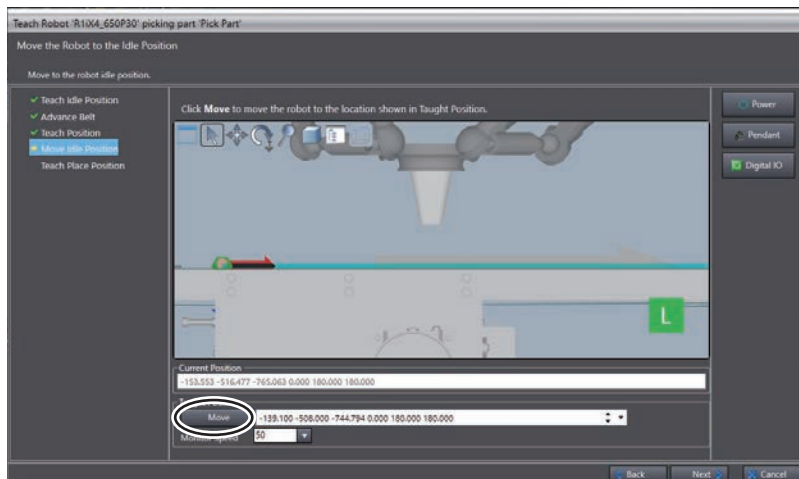 Teach Robot 'R1iX4_650P30' picking part 'Pick Part'
Move the Robot to the Idle Position
Move to the robot idle position.
Teach Idle Position
Advance Belt
Teach Position
Move Idle Position
Teach Place Position
Click Move to move the robot to the location shown in Taught Position.
L
Power
Pendant
Digital IO
Current Position
-153.553 -516.477 -765.063 0.000 180.000 180.000
Move
-139.100 -508.000 -744.794 0.000 180.000 180.000
Monitor Speed
50
Back
Next
Cancel